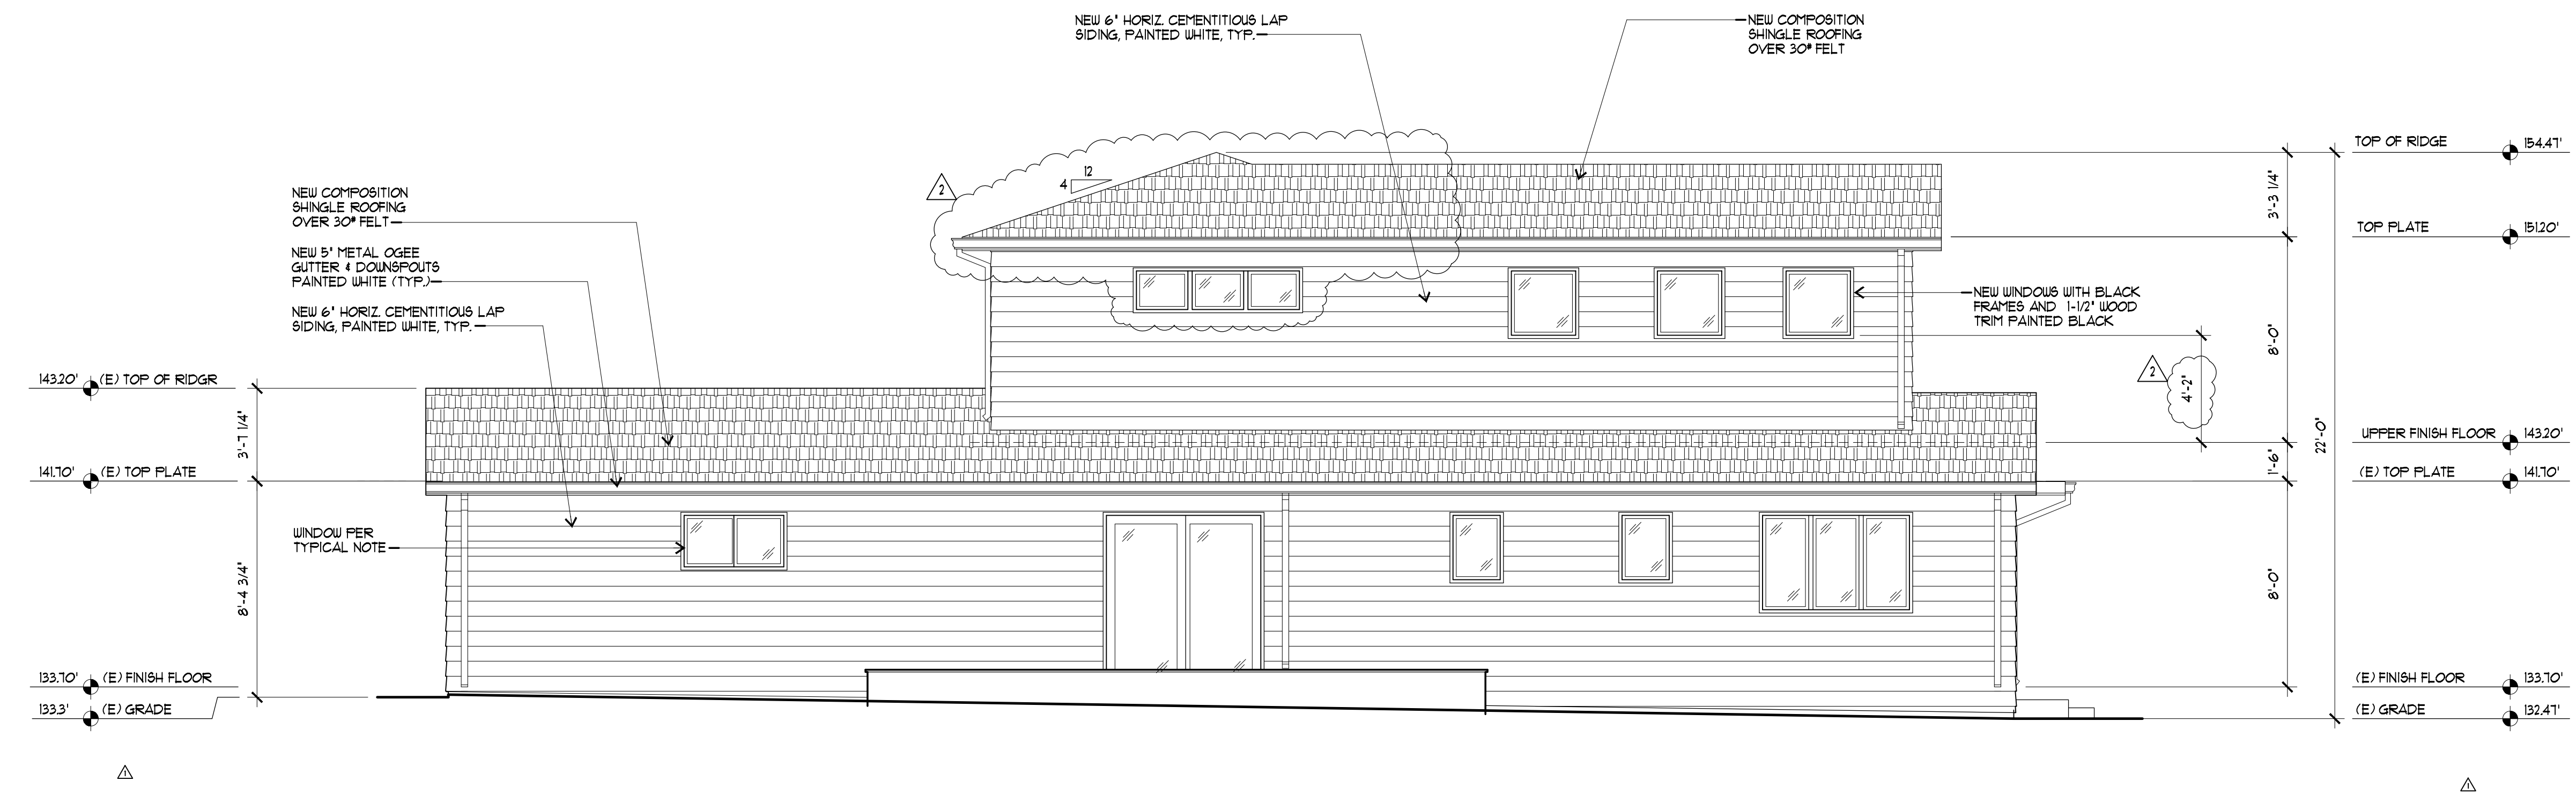 NEW 6" HORIZ. CEMENTITIOUS LAP
SIDING, PAINTED WHITE, TYP.
NEW COMPOSITION
SHINGLE ROOFING
OVER 30# FELT
TOP OF RIDGE
154.47'
12
4
2
3'-3 1/4"
NEW COMPOSITION
SHINGLE ROOFING
OVER 30# FELT
TOP PLATE
151.20'
NEW 5" METAL OGEE
GUTTER & DOWNSPOUTS
PAINTED WHITE (TYP.)
NEW 6" HORIZ. CEMENTITIOUS LAP
SIDING, PAINTED WHITE, TYP.
NEW WINDOWS WITH BLACK
FRAMES AND 1-1/2" WOOD
TRIM PAINTED BLACK
8'-0"
2
4'-2"
143.20'
(E) TOP OF RIDGR
3'-7 1/4"
22'-0"
UPPER FINISH FLOOR
143.20'
1'-6"
141.70'
(E) TOP PLATE
(E) TOP PLATE
141.70'
WINDOW PER
TYPICAL NOTE
8'-4 3/4"
8'-0"
133.70'
(E) FINISH FLOOR
(E) FINISH FLOOR
133.70'
133.3'
(E) GRADE
(E) GRADE
132.47'
1
1